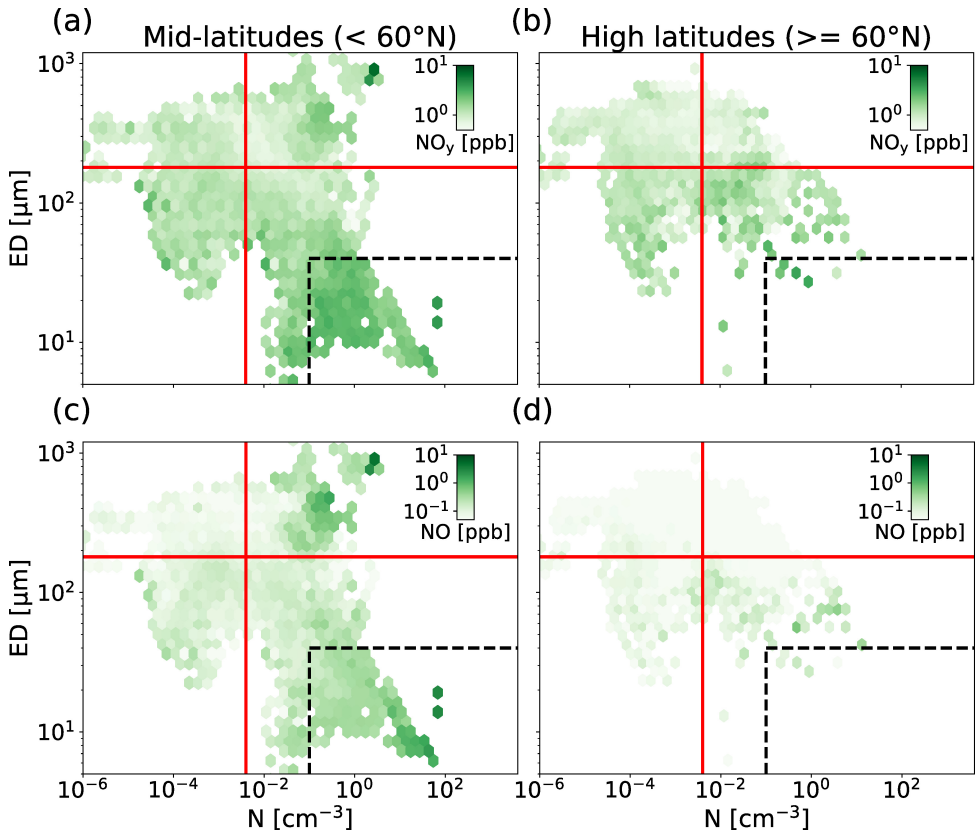 (a) Mid-latitudes (< 60°N)
(b) High latitudes (>= 60°N)
10³
10²
10¹
ED [μm]
10¹
10⁰
NOy [ppb]
10¹
10⁰
NOy [ppb]
(c)
(d)
10³
10²
10¹
ED [μm]
10¹
10⁰
10⁻¹
NO [ppb]
10¹
10⁰
10⁻¹
NO [ppb]
10⁻⁶ 10⁻⁴ 10⁻² 10⁰ 10²
N [cm⁻³]
10⁻⁶ 10⁻⁴ 10⁻² 10⁰ 10²
N [cm⁻³]